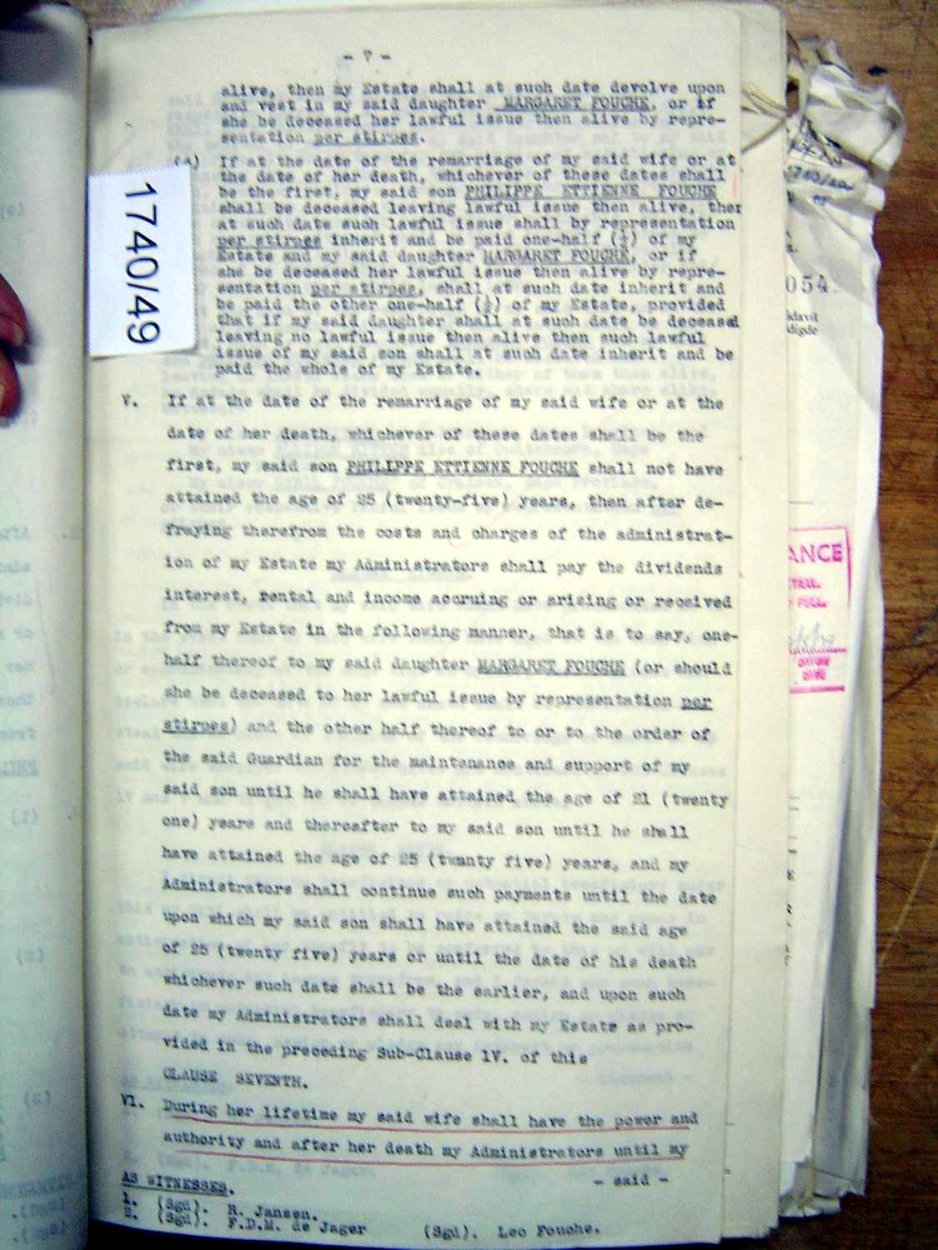 - 7 -
alive, then my Estate shall at such date devolve upon
and vest in my said daughter MARGARET FOUCHE, or if
she be deceased her lawful issue then alive by repre-
sentation per stirpes.
If at the date of the remarriage of my said wife or at
the date of her death, whichever of these dates shall
be the first, my said son PHILIPPE ETTIENNE FOUCHE
shall be deceased leaving lawful issue then alive, ther
at such date such lawful issue shall by representation
per stirpes inherit and be paid one-half (½) of my
Estate and my said daughter MARGARET FOUCHE, or if
she be deceased her lawful issue then alive by repre-
sentation per stirpes, shall at such date inherit and
be paid the other one-half (½) of my Estate, provided
that if my said daughter shall at such date be deceased
leaving no lawful issue then alive then such lawful
issue of my said son shall at such date inherit and be
paid the whole of my Estate.
V. If at the date of the remarriage of my said wife or at the
date of her death, whichever of these dates shall be the
first, my said son PHILIPPE ETTIENNE FOUCHE shall not have
attained the age of 25 (twenty-five) years, then after de-
fraying therefrom the costs and charges of the administrat-
ion of my Estate my Administrators shall pay the dividends
interest, rental and income accruing or arising or received
from my Estate in the following manner, that is to say, one-
half thereof to my said daughter MARGARET FOUCHE (or should
she be deceased to her lawful issue by representation per
stirpes) and the other half thereof to or to the order of
the said Guardian for the maintenance and support of my
said son until he shall have attained the age of 21 (twenty
one) years and thereafter to my said son until he shall
have attained the age of 25 (twenty five) years, and my
Administrators shall continue such payments until the date
upon which my said son shall have attained the said age
of 25 (twenty five) years or until the date of his death
whichever such date shall be the earlier, and upon such
date my Administrators shall deal with my Estate as pro-
vided in the preceding Sub-Clause IV. of this
CLAUSE SEVENTH.
VI. During her lifetime my said wife shall have the power and
authority and after her death my Administrators until my
- said -
AS WITNESSES.
1. (Sgd). R. Jansen.
2. (Sgd). F.D.M. de Jager (Sgd). Leo Fouche.
1740/49
054.
davit
digde
ANCE